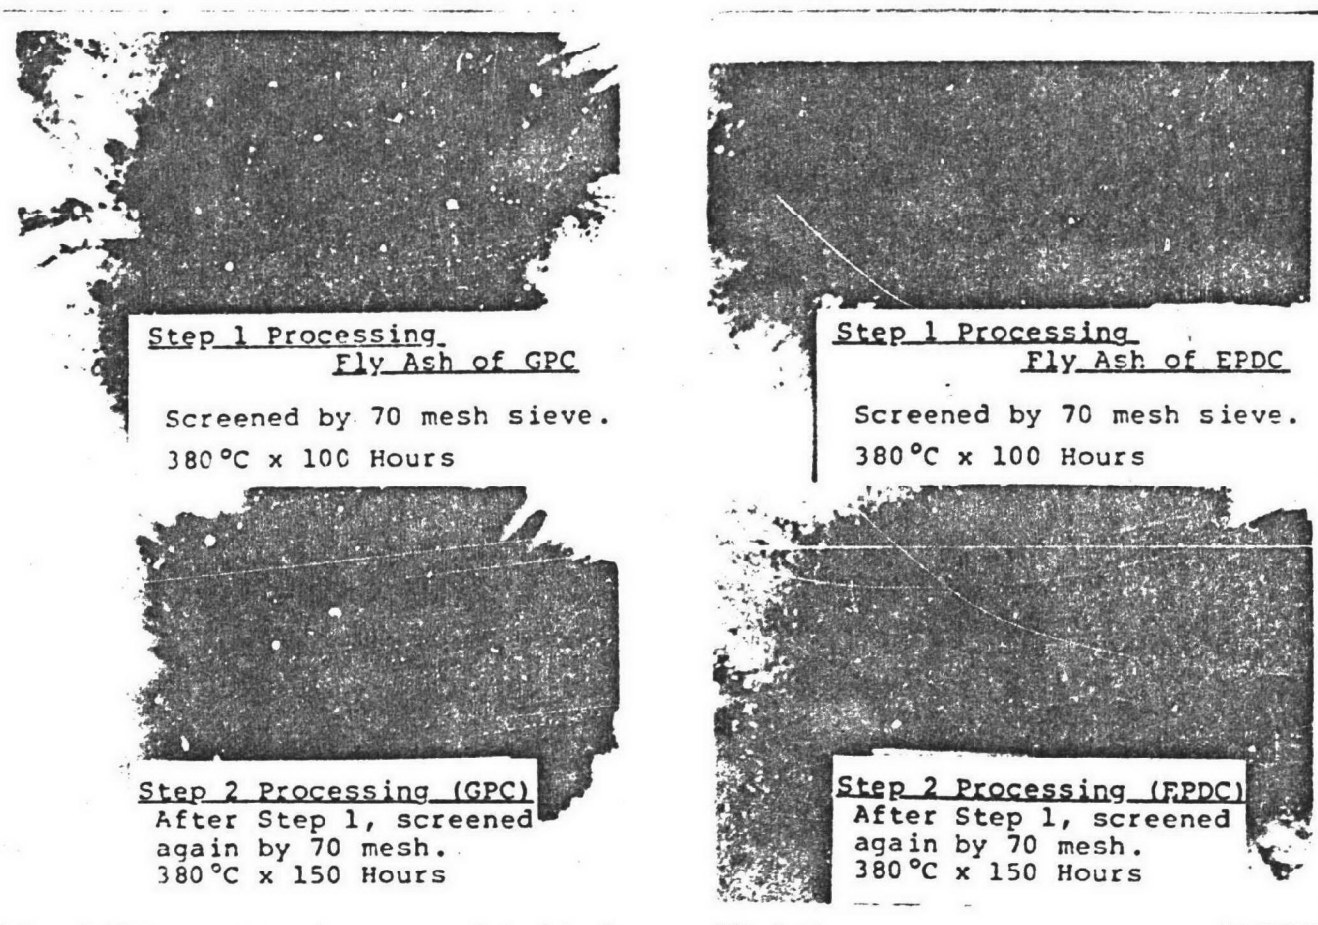 Step 1 Processing
Fly Ash of GPC
Screened by 70 mesh sieve.
380°C x 100 Hours
Step 1 Processing
Fly Ash of EPDC
Screened by 70 mesh sieve.
380°C x 100 Hours
Step 2 Processing (GPC)
After Step 1, screened
again by 70 mesh.
380°C x 150 Hours
Step 2 Processing (EPDC)
After Step 1, screened
again by 70 mesh.
380°C x 150 Hours